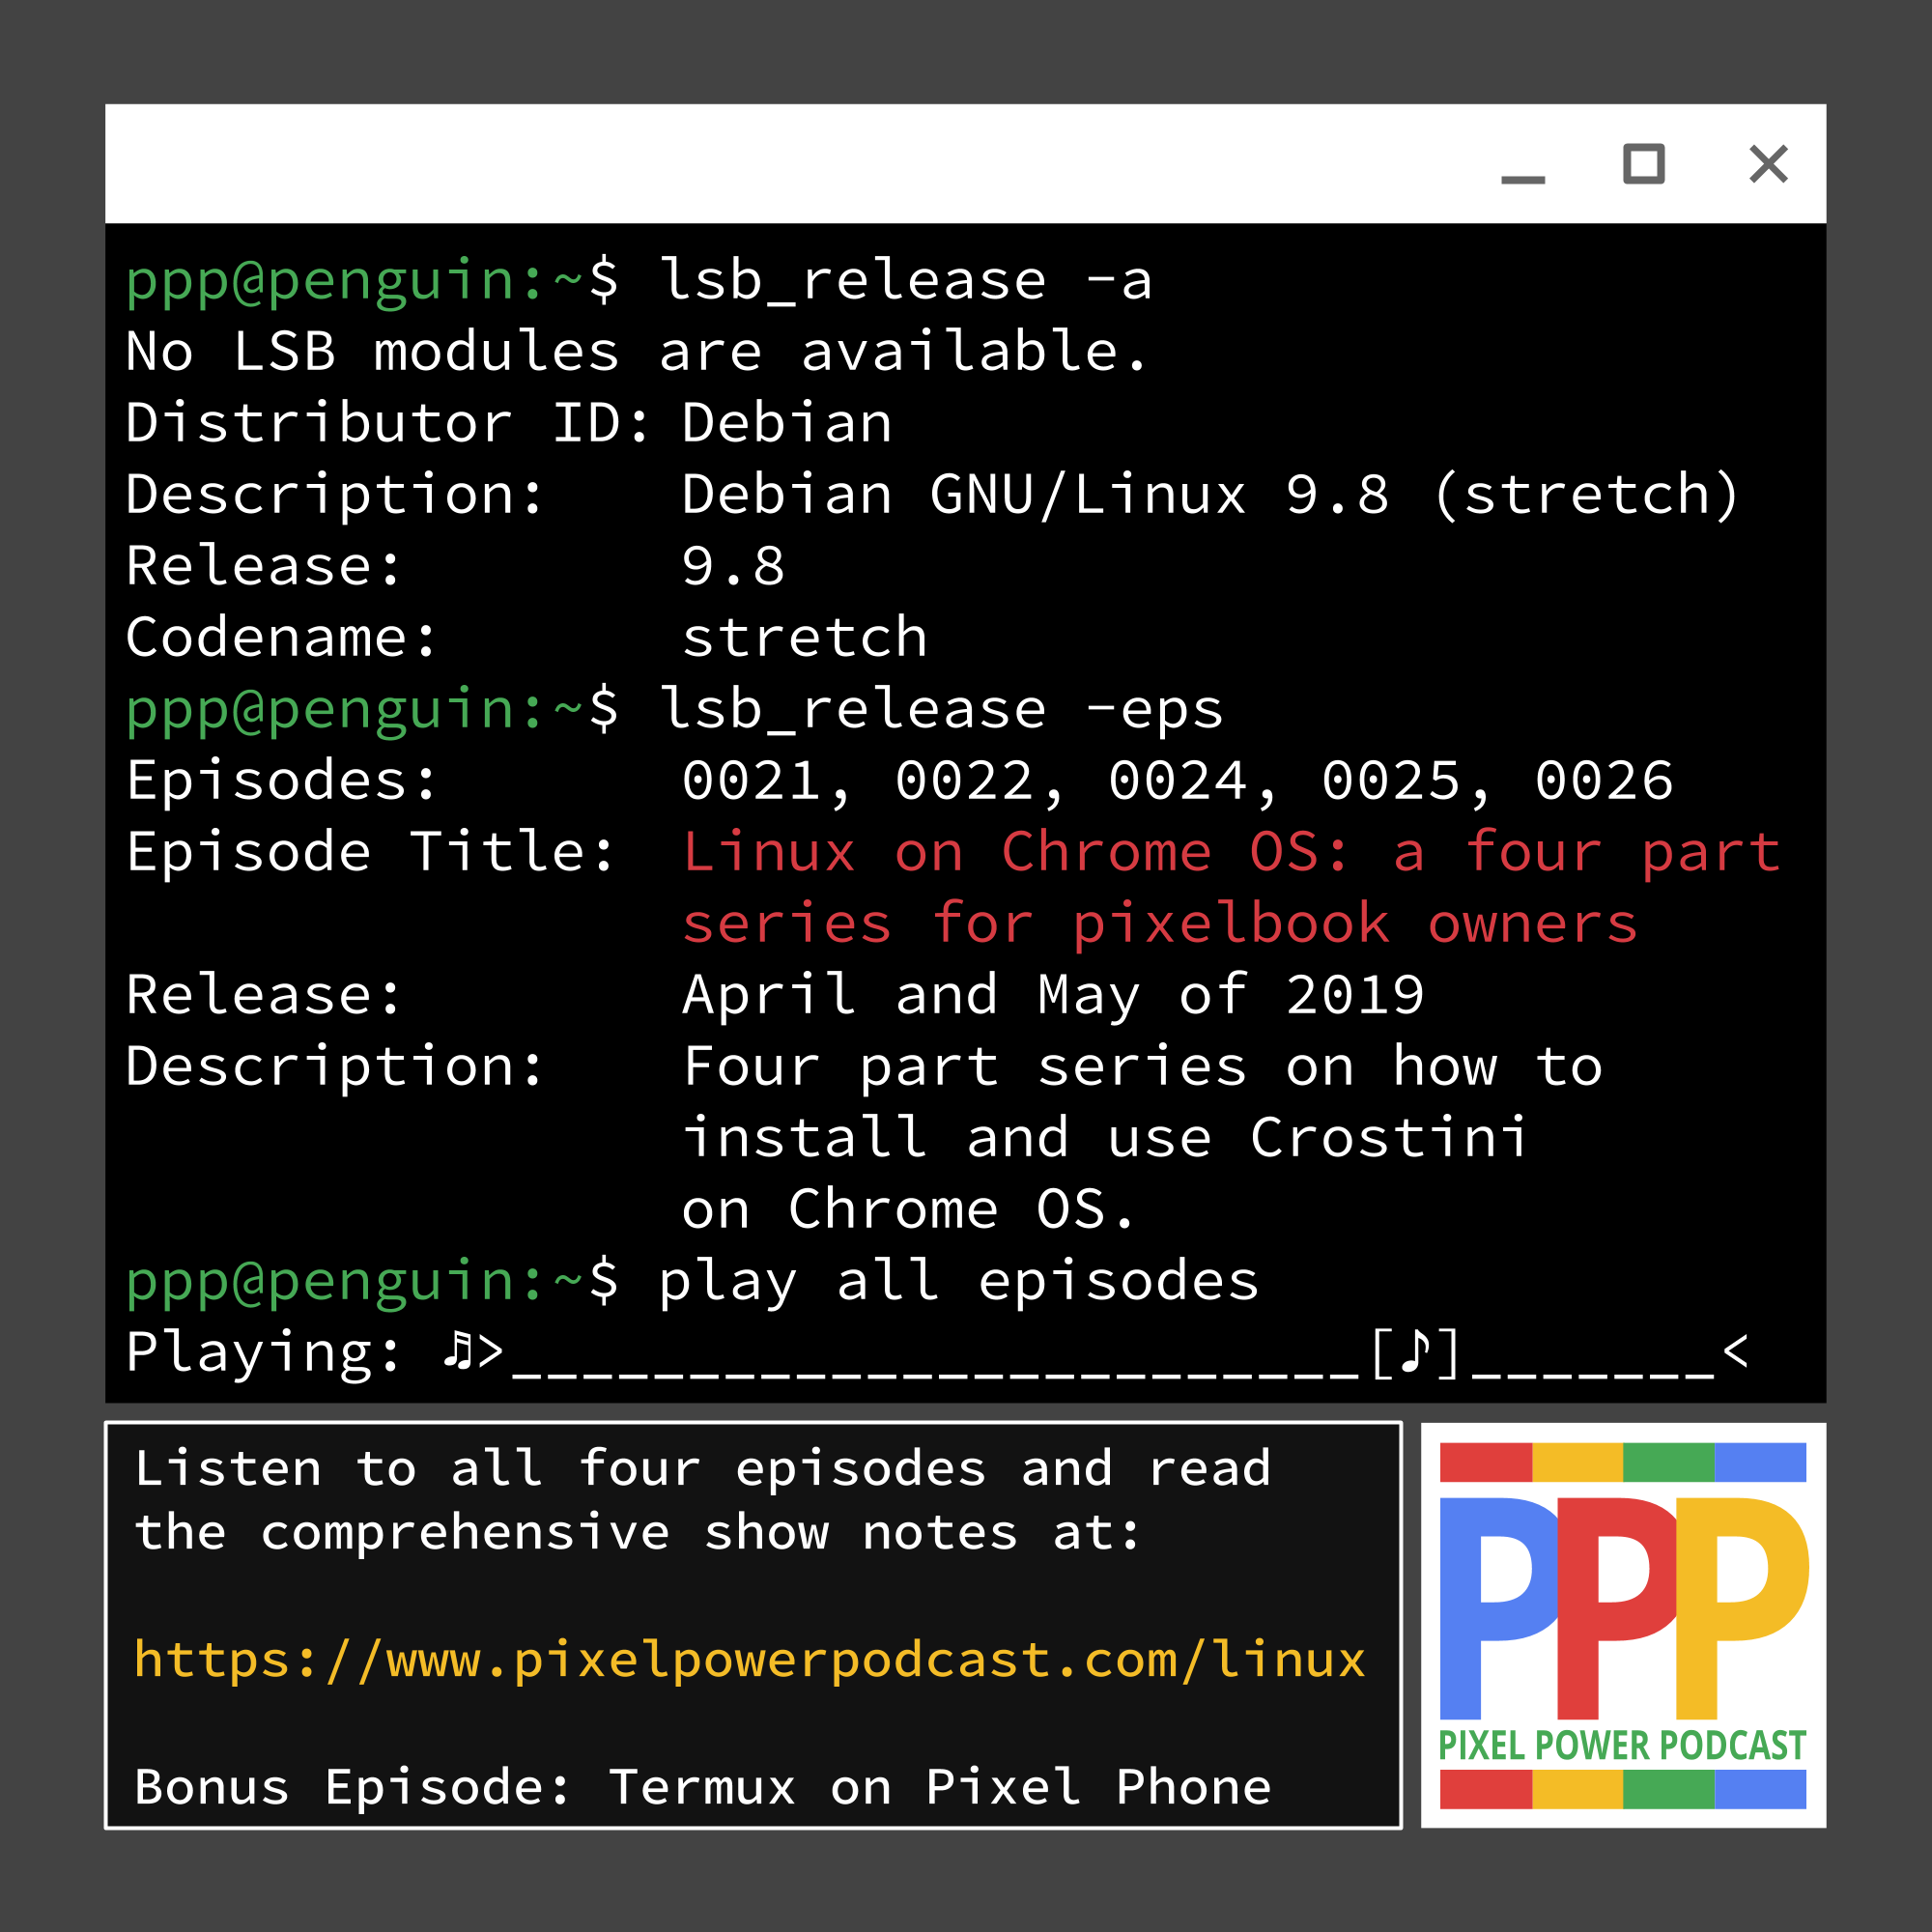 ppp@penguin:~$ lsb_release -a
No LSB modules are available.
Distributor ID: Debian
Description: Debian GNU/Linux 9.8 (stretch)
Release: 9.8
Codename: stretch
ppp@penguin:~$ lsb_release -eps
Episodes: 0021, 0022, 0024, 0025, 0026
Episode Title: Linux on Chrome OS: a four part
series for pixelbook owners
Release: April and May of 2019
Description: Four part series on how to
install and use Crostini
on Chrome OS.
ppp@penguin:~$ play all episodes
Playing: ♫>________________________[♪]_______<
Listen to all four episodes and read
the comprehensive show notes at:
https://www.pixelpowerpodcast.com/linux
Bonus Episode: Termux on Pixel Phone
PPP
PIXEL POWER PODCAST